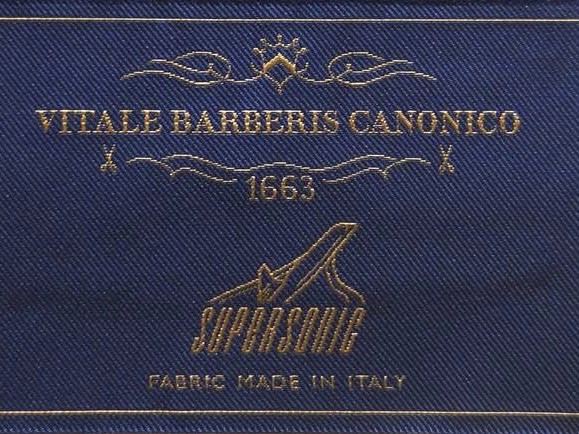 VITALE BARBERIS CANONICO
1663
SUPERSONIC
FABRIC MADE IN ITALY